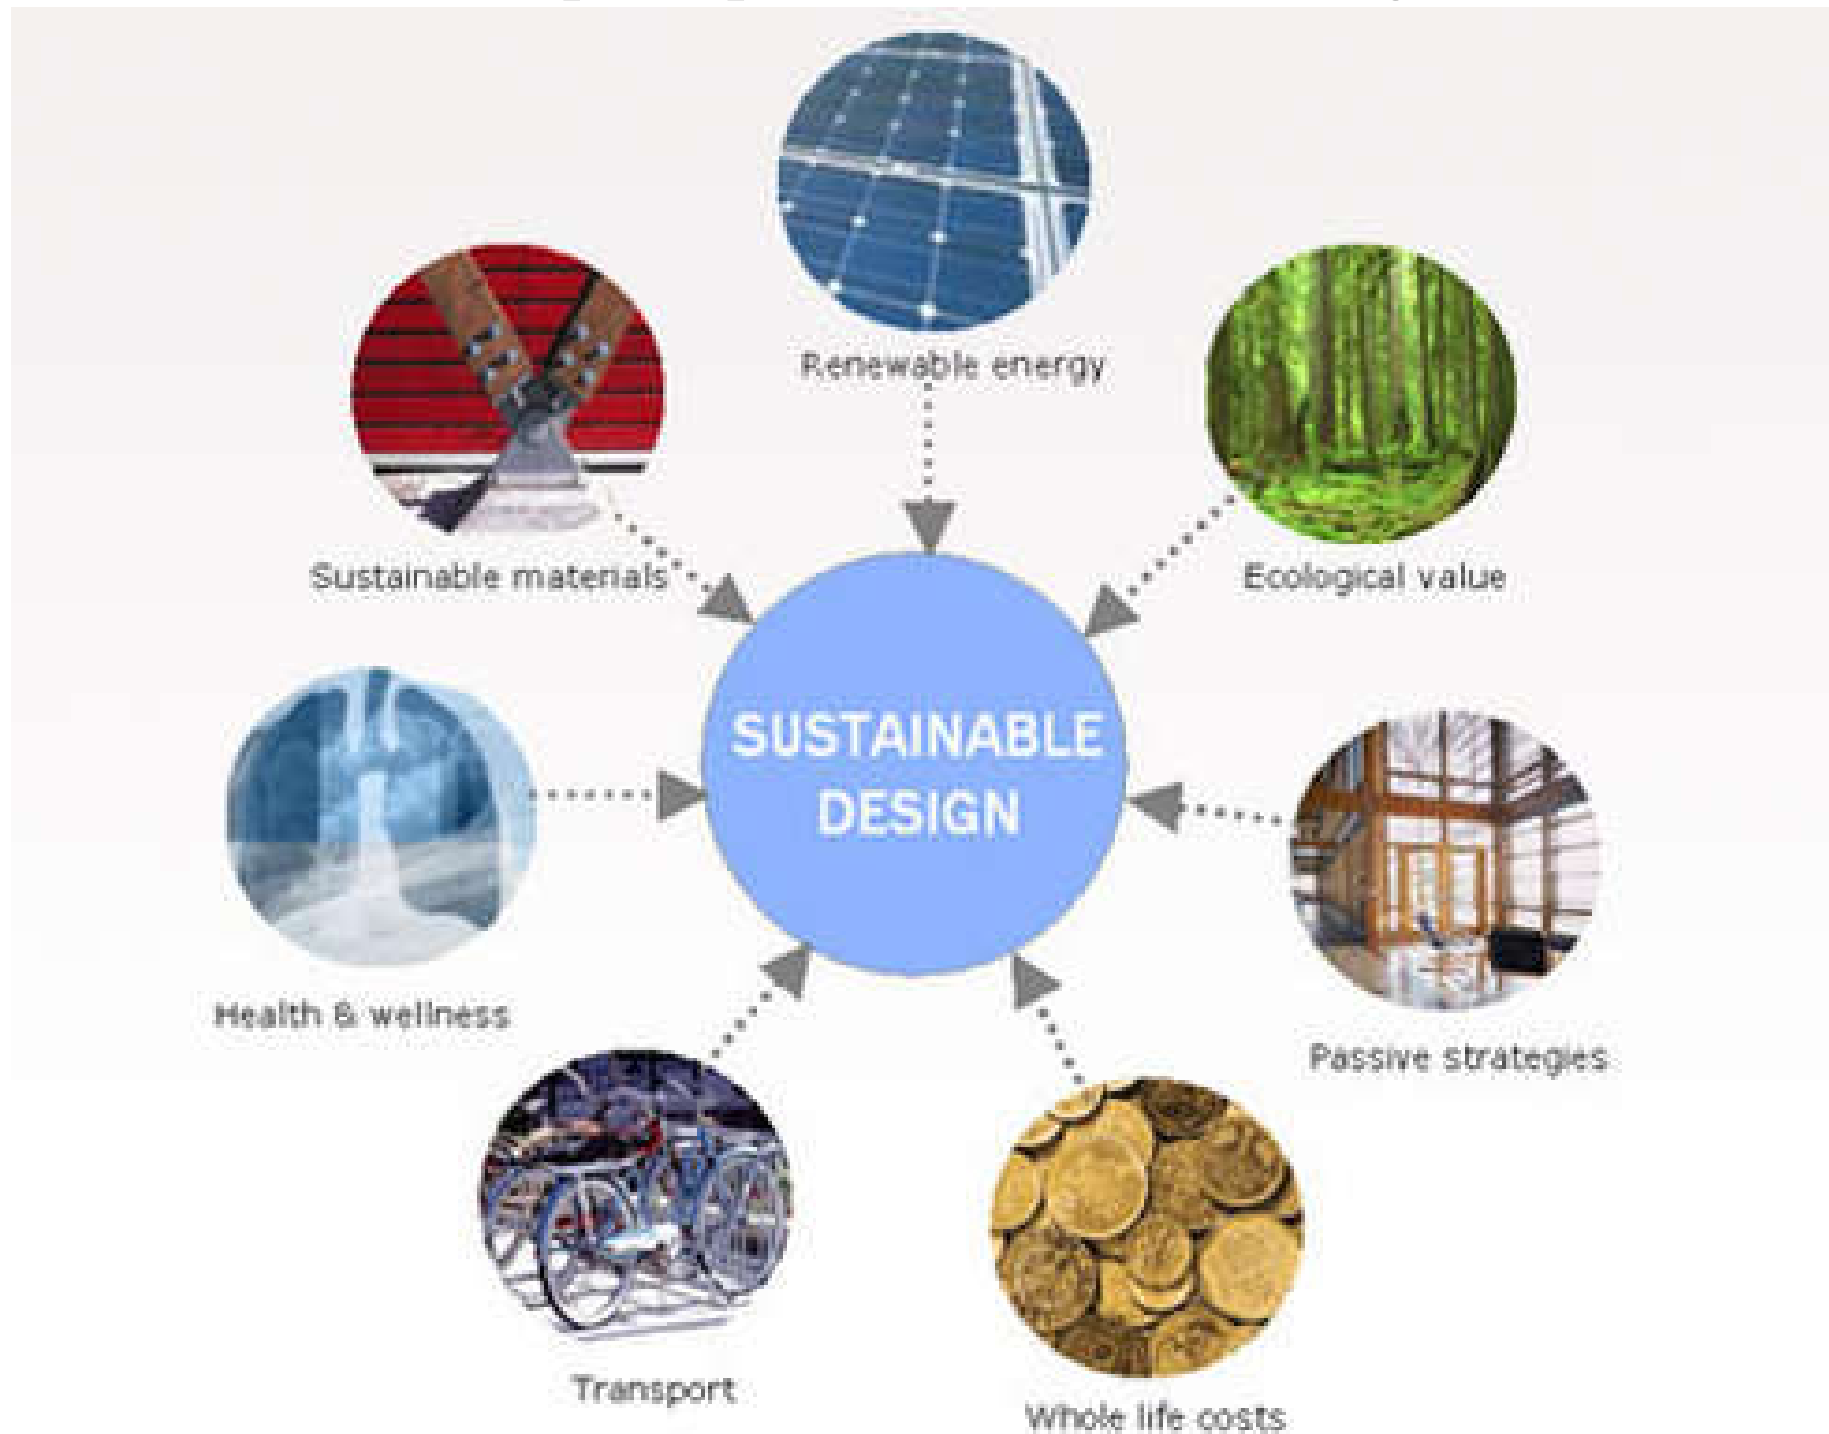 Renewable energy
Sustainable materials
Ecological value
SUSTAINABLE
DESIGN
Health & wellness
Passive strategies
Transport
Whole life costs